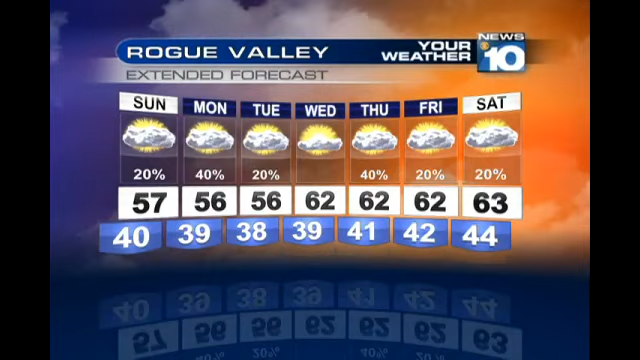 NEWS
10
ROGUE VALLEY
YOUR
WEATHER
EXTENDED FORECAST
SUN MON TUE WED THU FRI SAT
20% 40% 20% 40% 20% 20%
57 56 56 62 62 62 63
40 39 38 39 41 42 44